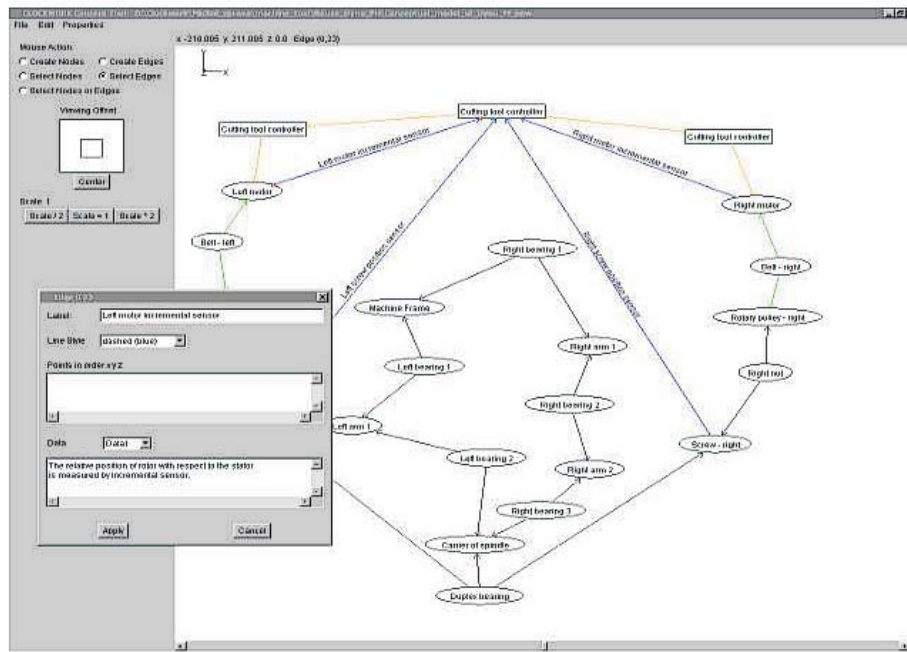 File Edit Properties
x -210.005 y. 211.005 z 0.0 Edge (0,33)
Mouse Action:
Create Nodes Create Edges
Select Nodes Select Edges
Select Nodes or Edges
Viewing Offset
Center
Scale 1
Scale / 2 Scale = 1 Scale * 2
Y
Z X
Cutting tool controller
Cutting tool controller
Cutting tool controller
Left motor incremental sensor
Right motor incremental sensor
Left motor
Right motor
Left screw position sensor
Right screw position sensor
Belt - left
Right bearing 1
Belt - right
Machine Frame
Rotary pulley - right
Right arm 1
Left bearing 1
Right nut
Right bearing 2
Left arm 1
Screw - right
Left bearing 2
Right arm 2
Right bearing 3
Carrier of spindle
Duplex bearing
Label: Left motor incremental sensor
Line Style dashed (blue)
Points in order xyz
Data Data1
The relative position of rotor with respect to the stator
is measured by incremental sensor.
Apply Cancel